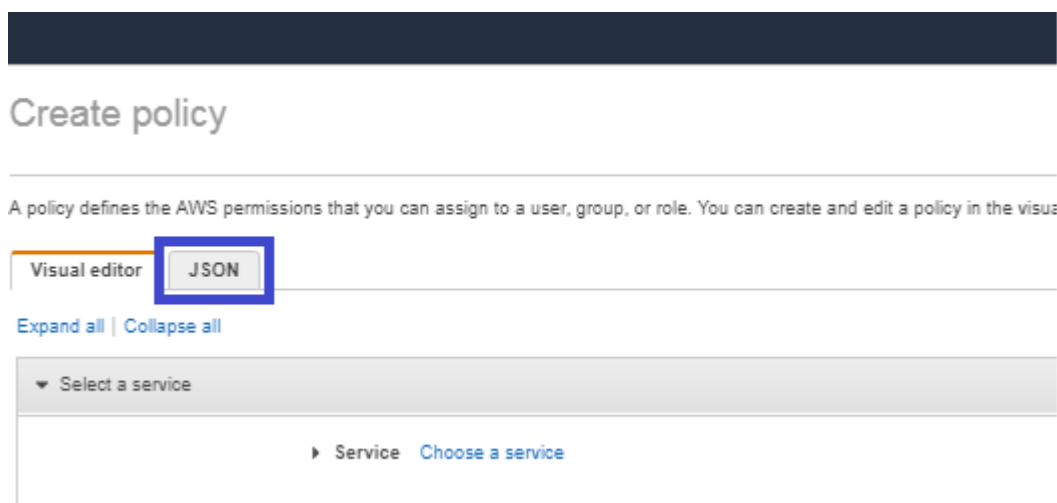 Create policy
A policy defines the AWS permissions that you can assign to a user, group, or role. You can create and edit a policy in the
Visual editor JSON
Expand all | Collapse all
Select a service
Service Choose a service